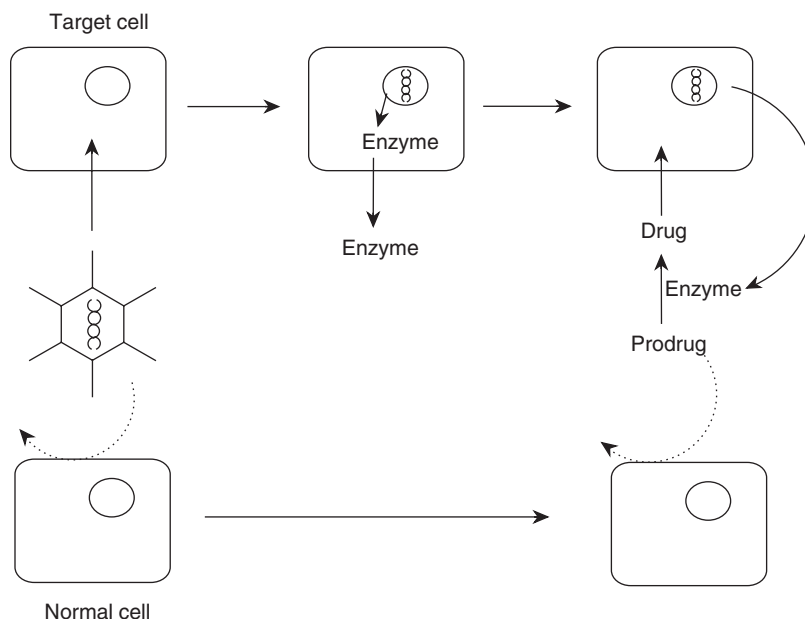 Target cell
Enzyme
Enzyme
Drug
Enzyme
Prodrug
Normal cell